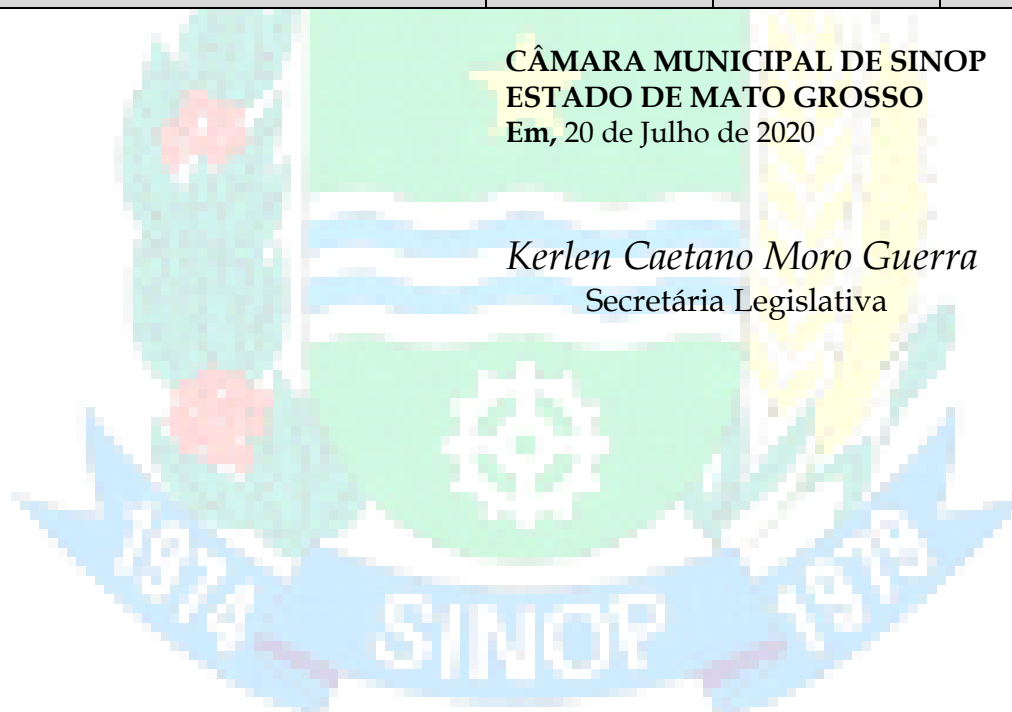 CÂMARA MUNICIPAL DE SINOP
ESTADO DE MATO GROSSO
Em, 20 de Julho de 2020
Kerlen Caetano Moro Guerra
Secretária Legislativa
1974
SINOP
1979